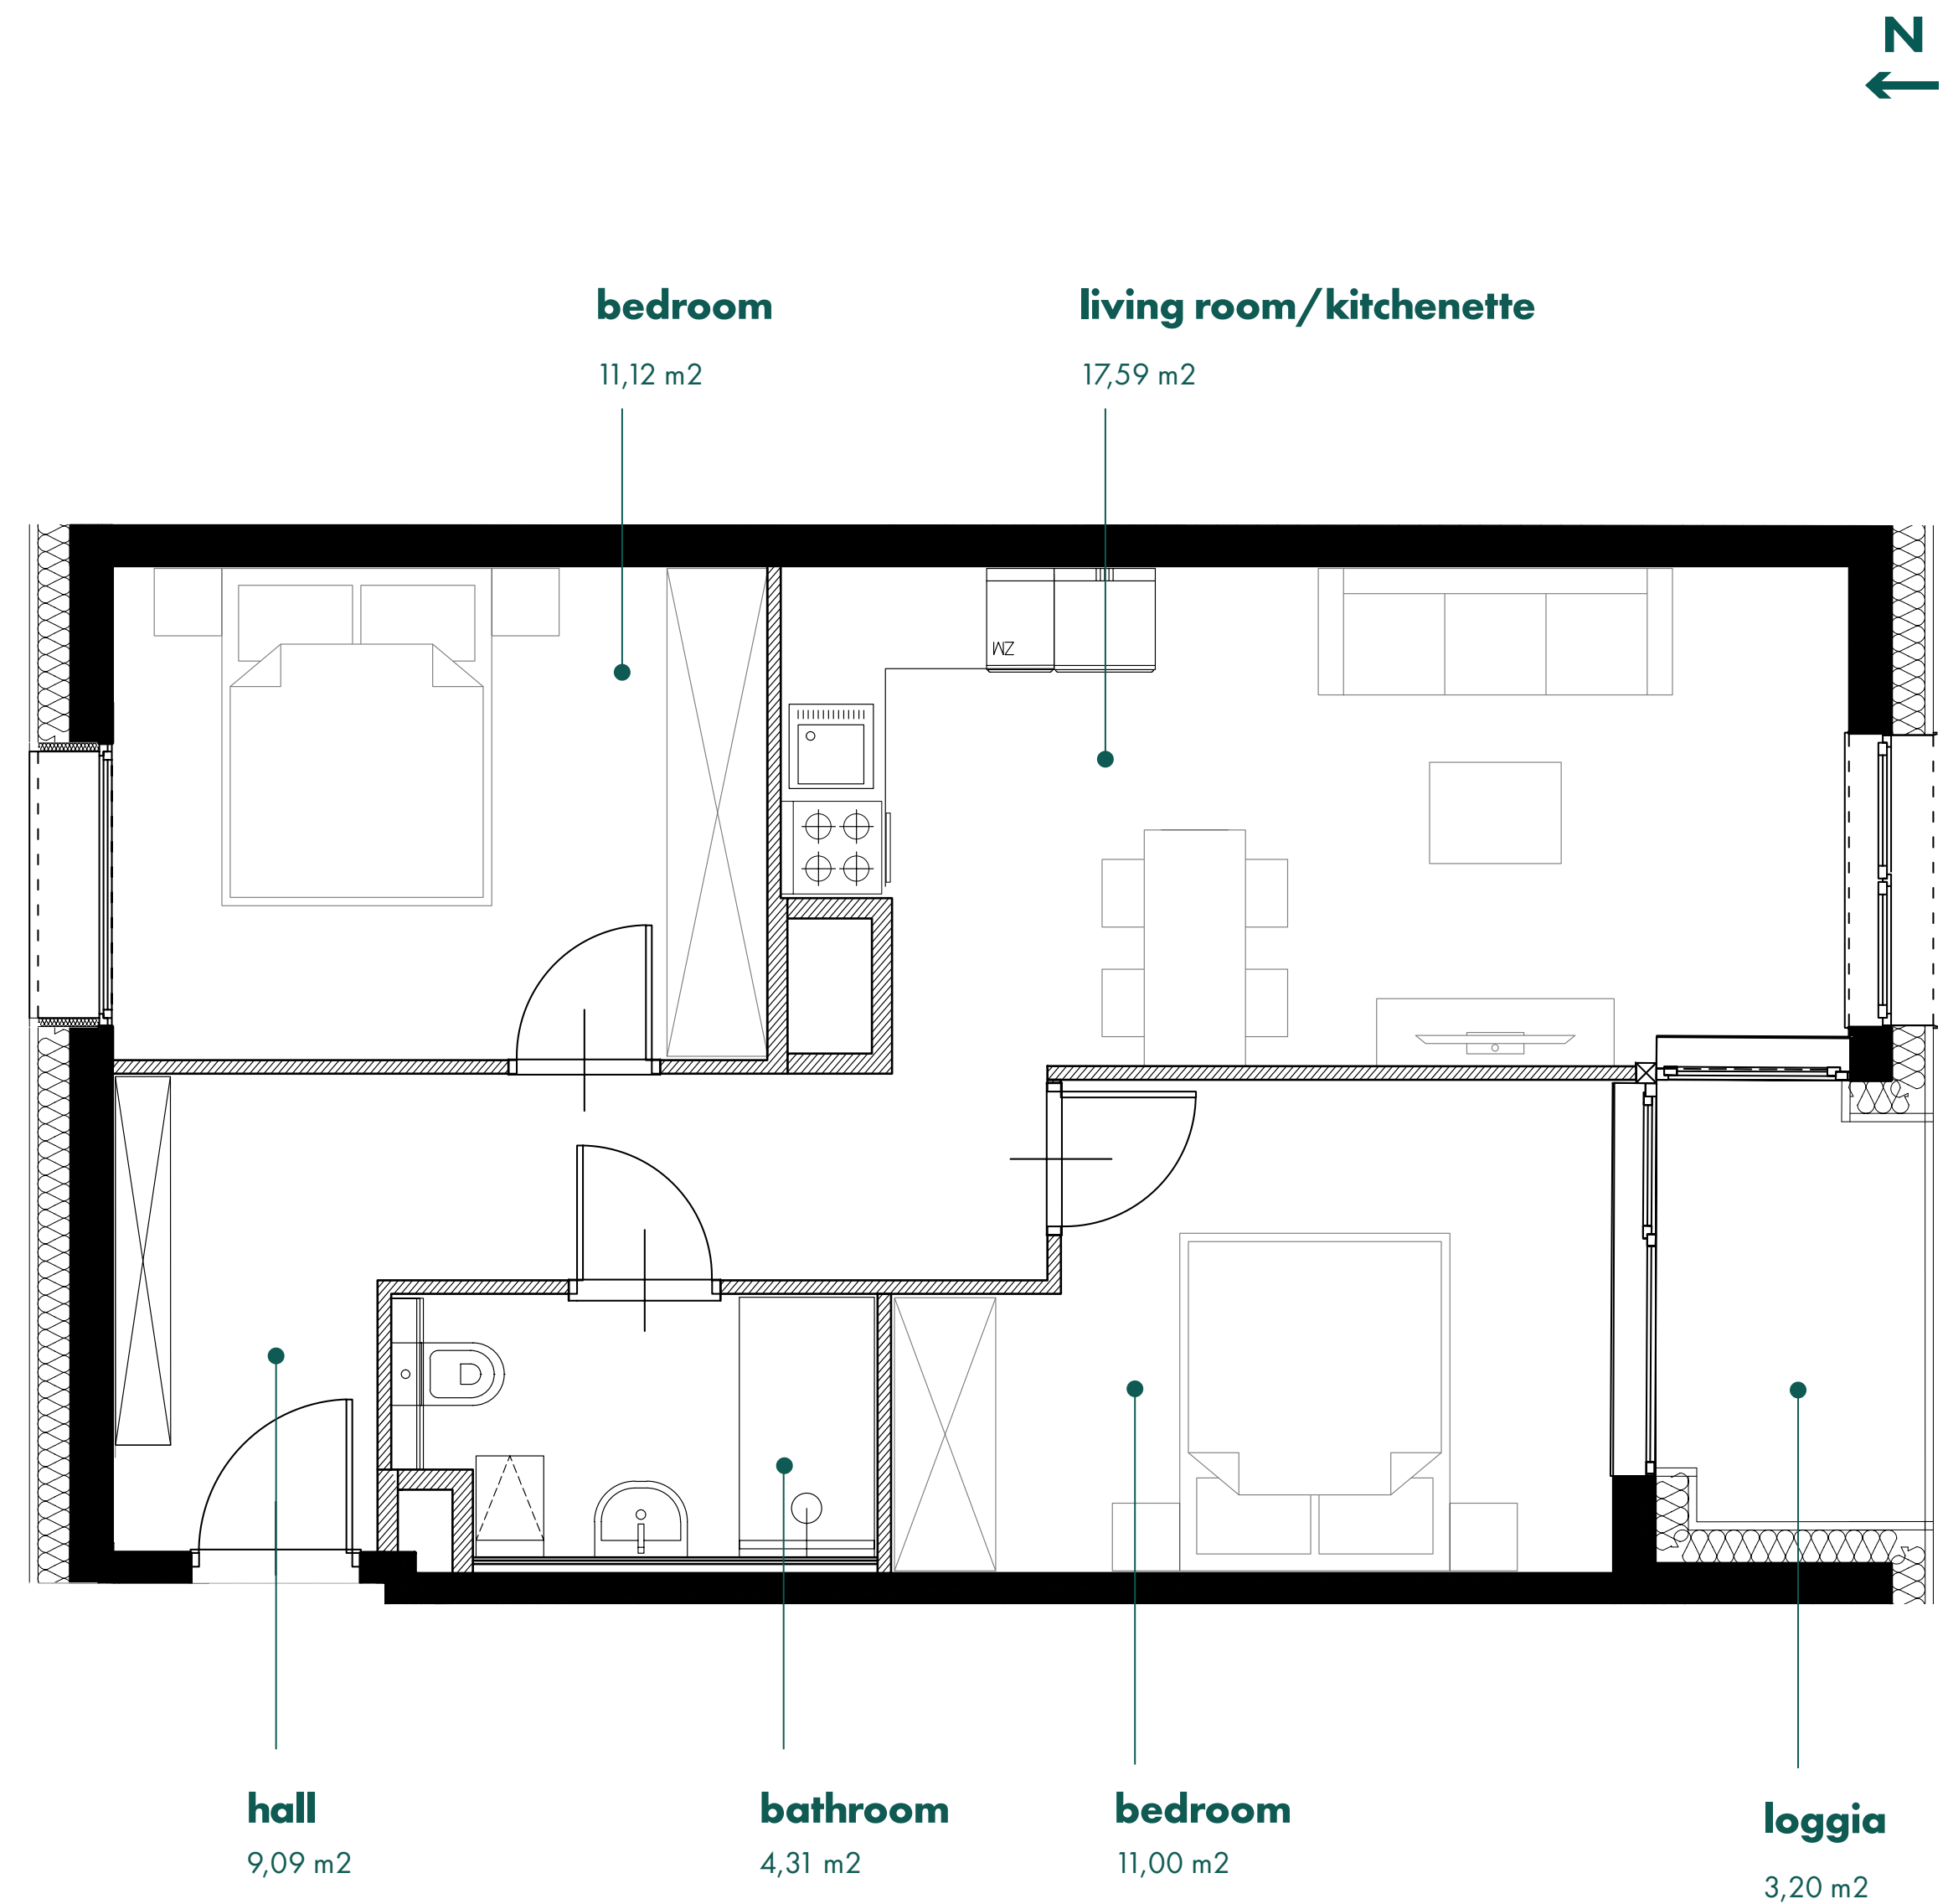 N
bedroom
11,12 m2
living room/kitchenette
17,59 m2
ZM
hall
9,09 m2
bathroom
4,31 m2
bedroom
11,00 m2
loggia
3,20 m2